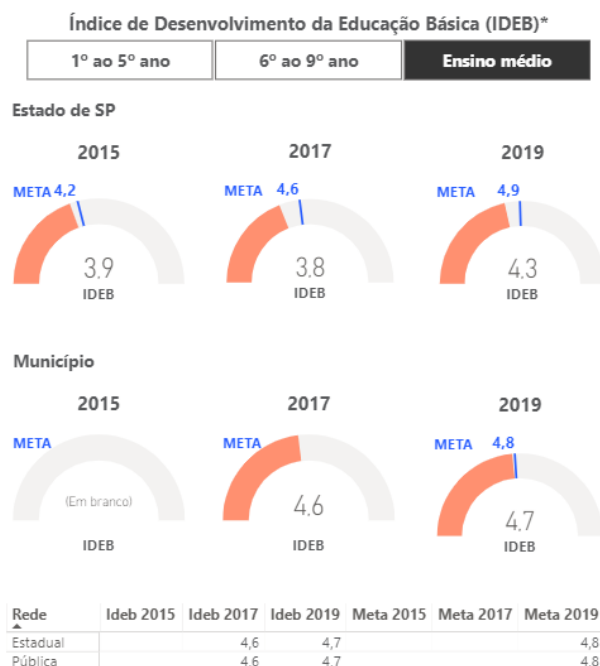 Índice de Desenvolvimento da Educação Básica (IDEB)*
1º ao 5º ano 6º ao 9º ano Ensino médio
Estado de SP
2015 2017 2019
META 4,2 META 4,6 META 4,9
3,9 3,8 4,3
IDEB IDEB IDEB
Município
2015 2017 2019
META META META 4,8
(Em branco) 4,6 4,7
IDEB IDEB IDEB
Rede Ideb 2015 Ideb 2017 Ideb 2019 Meta 2015 Meta 2017 Meta 2019
Estadual 4,6 4,7 4,8
Pública 4,6 4,7 4,8